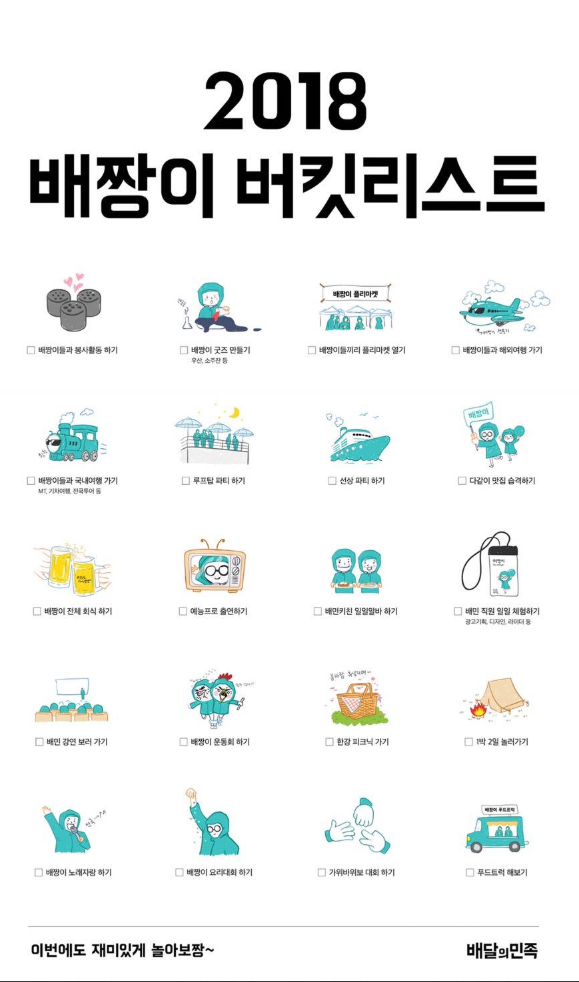 2018
배짱이 버킷리스트
배짱이 플리마켓
배짱이들과 봉사활동 하기
배짱이 굿즈 만들기
우산, 소주잔 등
배짱이들끼리 플리마켓 열기
배짱이들과 해외여행 가기
배짱이
배짱이들과 국내여행 가기
MT, 기차여행, 전국투어 등
루프탑 파티 하기
선상 파티 하기
다같이 맛집 습격하기
배짱이 전체 회식 하기
예능프로 출연하기
배민키친 일일알바 하기
배민 직원 일일 체험하기
광고기획, 디자인, 라이더 등
배민 강연 보러 가기
배짱이 운동회 하기
한강 피크닉 가기
1박 2일 놀러가기
배짱이 푸드트럭
배짱이 노래자랑 하기
배짱이 요리대회 하기
가위바위보 대회 하기
푸드트럭 해보기
이번에도 재미있게 놀아보짱~
배달의민족